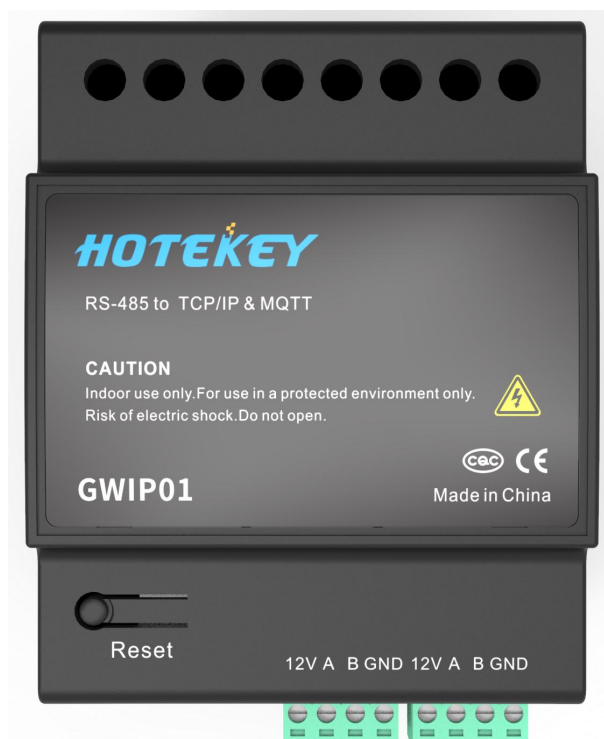 HOTEKEY
RS-485 to TCP/IP & MQTT
CAUTION
Indoor use only.For use in a protected environment only.
Risk of electric shock.Do not open.
CQC CE
GWIP01
Made in China
Reset
12V A B GND 12V A B GND